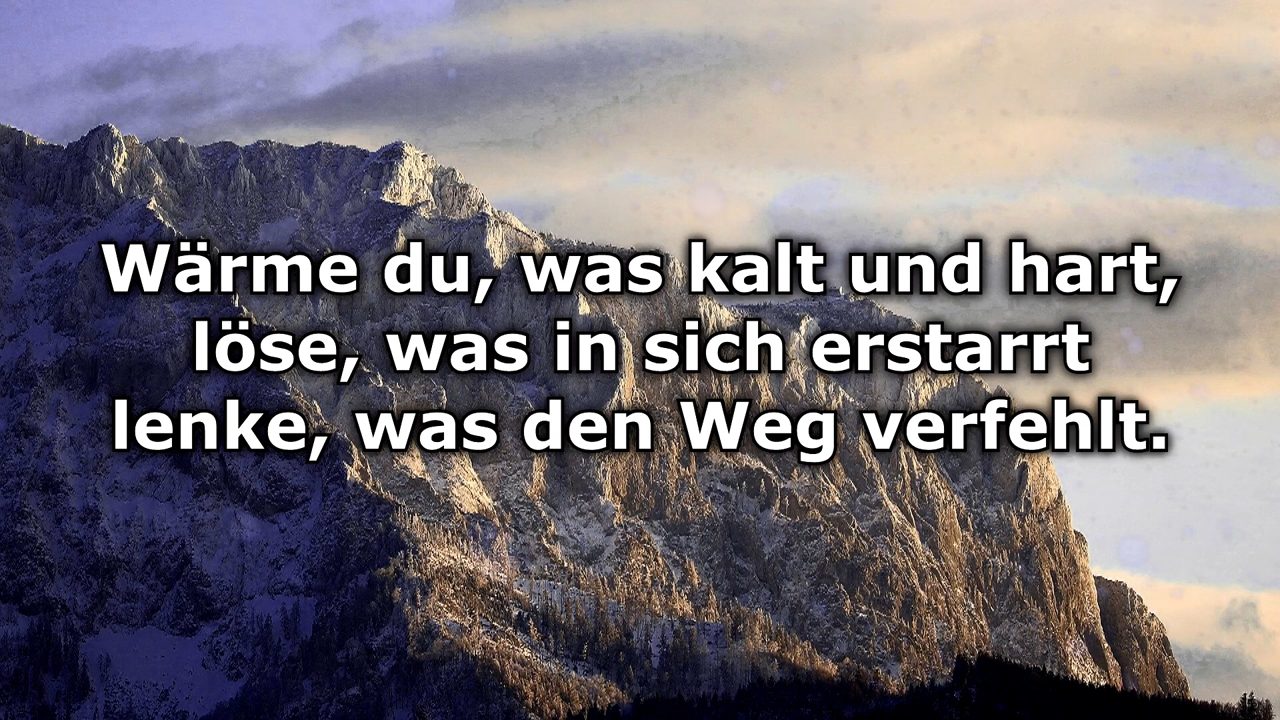 Wärme du, was kalt und hart,
löse, was in sich erstarrt
lenke, was den Weg verfehlt.